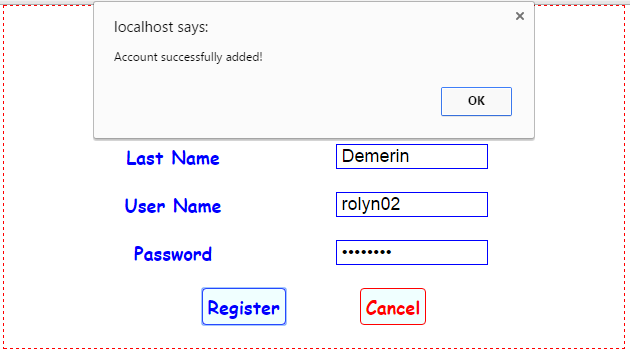 localhost says:
Account successfully added!
OK
Last Name Demerin
User Name rolyn02
Password ••••••••
Register Cancel